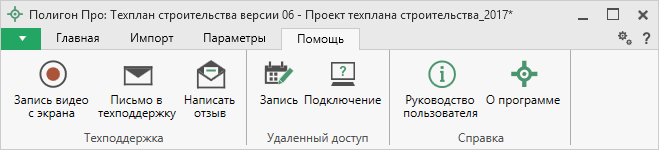 Полигон Про: Техплан строительства версии 06 - Проект техплана строительства_2017*
Главная Импорт Параметры Помощь ?
Запись видео с экрана
Письмо в техподдержку
Написать отзыв
Запись
Подключение
Руководство пользователя
О программе
Техподдержка Удаленный доступ Справка